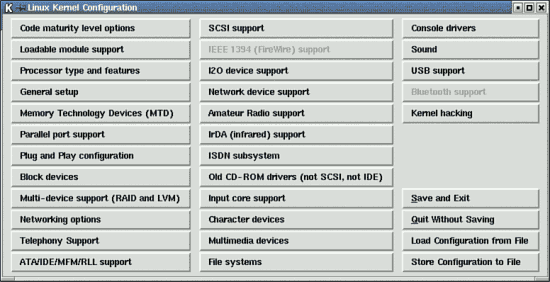 Linux Kernel Configuration
Code maturity level options
Loadable module support
Processor type and features
General setup
Memory Technology Devices (MTD)
Parallel port support
Plug and Play configuration
Block devices
Multi-device support (RAID and LVM)
Networking options
Telephony Support
ATA/IDE/MFM/RLL support
SCSI support
IEEE 1394 (FireWire) support
I2O device support
Network device support
Amateur Radio support
IrDA (infrared) support
ISDN subsystem
Old CD-ROM drivers (not SCSI, not IDE)
Input core support
Character devices
Multimedia devices
File systems
Console drivers
Sound
USB support
Bluetooth support
Kernel hacking
Save and Exit
Quit Without Saving
Load Configuration from File
Store Configuration to File